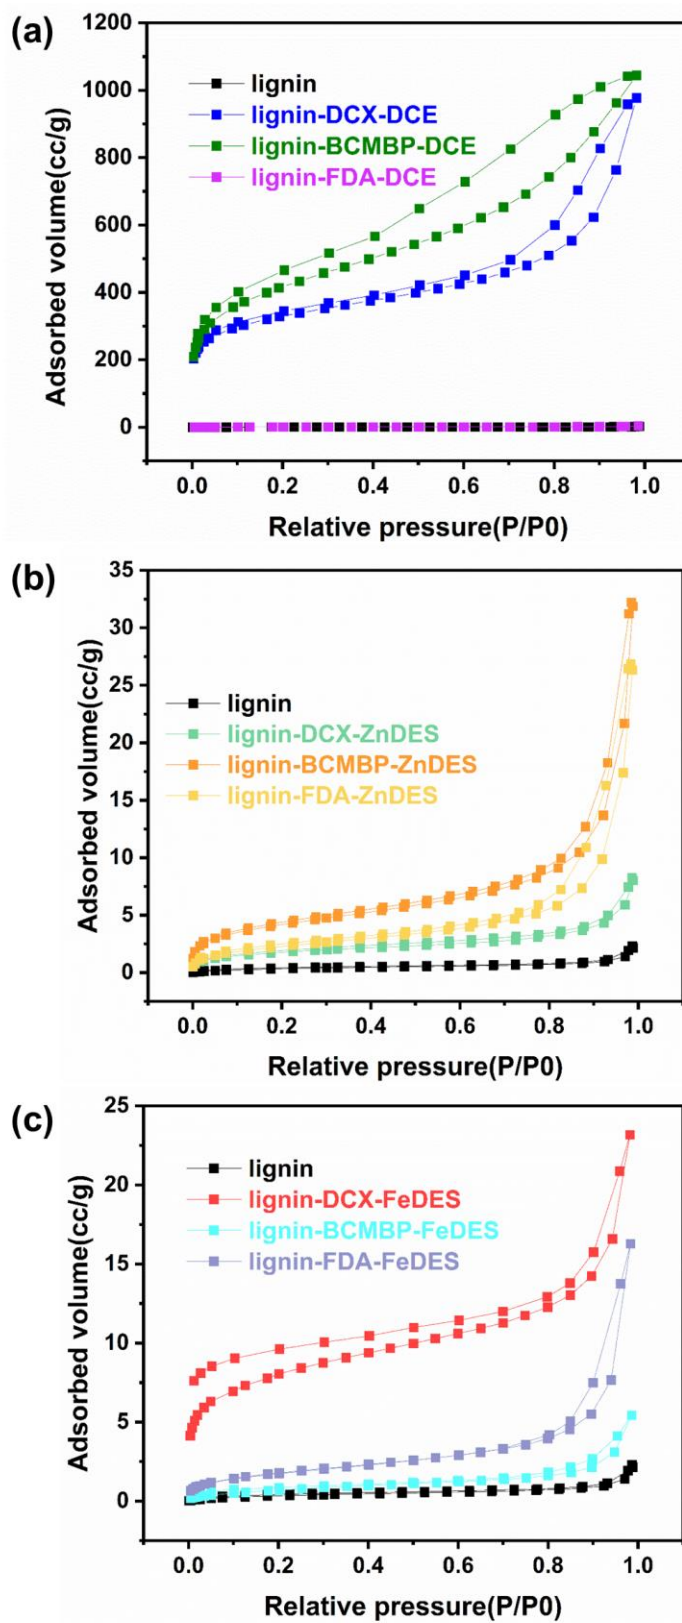 (a)
1200
1000
800
600
400
200
0
Adsorbed volume(cc/g)
lignin
lignin-DCX-DCE
lignin-BCMBP-DCE
lignin-FDA-DCE
0.0 0.2 0.4 0.6 0.8 1.0
Relative pressure(P/P0)
(b)
35
30
25
20
15
10
5
0
Adsorbed volume(cc/g)
lignin
lignin-DCX-ZnDES
lignin-BCMBP-ZnDES
lignin-FDA-ZnDES
0.0 0.2 0.4 0.6 0.8 1.0
Relative pressure(P/P0)
(c)
25
20
15
10
5
0
Adsorbed volume(cc/g)
lignin
lignin-DCX-FeDES
lignin-BCMBP-FeDES
lignin-FDA-FeDES
0.0 0.2 0.4 0.6 0.8 1.0
Relative pressure(P/P0)